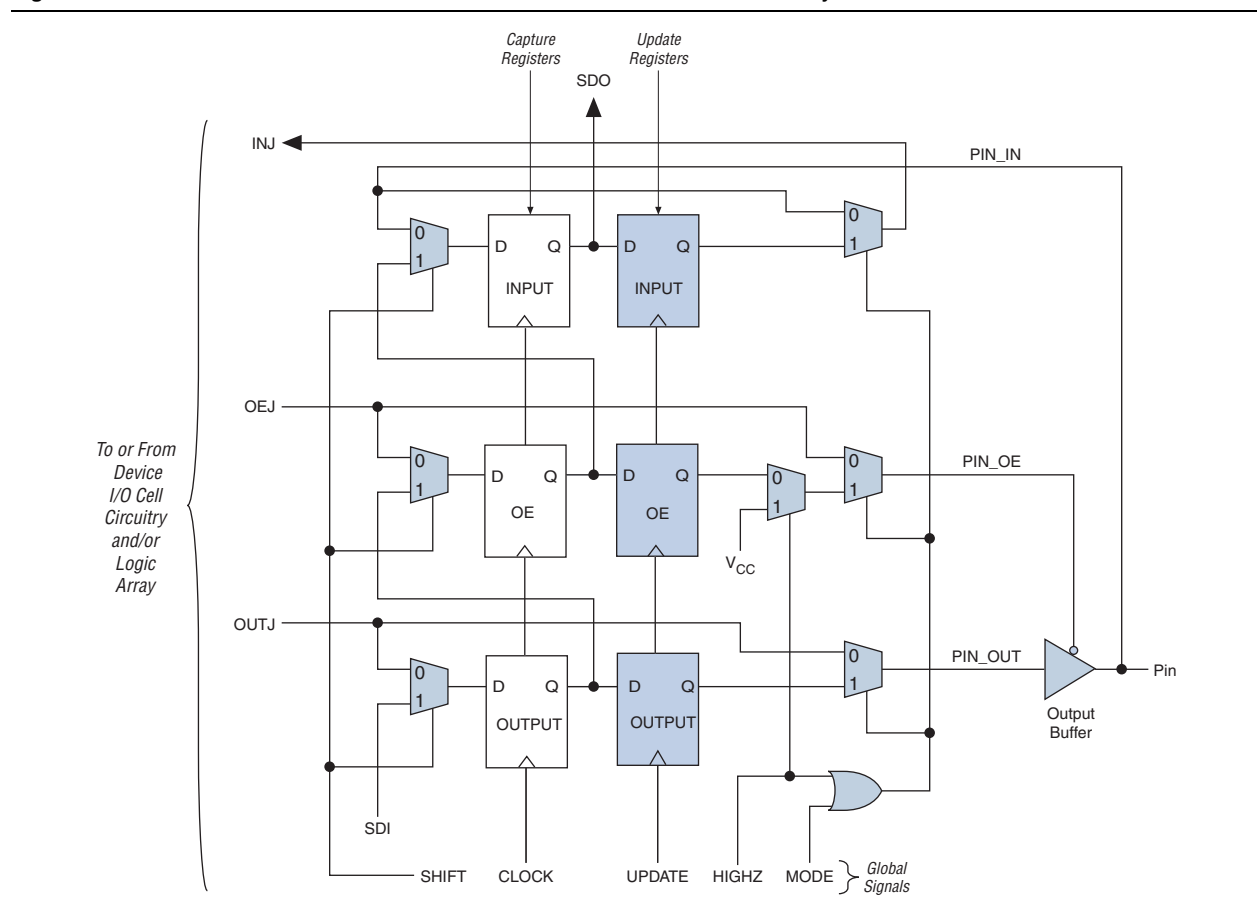 Capture
Registers
Update
Registers
SDO
INJ
PIN_IN
0
1
D Q
INPUT
D Q
INPUT
0
1
OEJ
To or From
Device
I/O Cell
Circuitry
and/or
Logic
Array
0
1
D Q
OE
D Q
OE
0
1
VCC
0
1
PIN_OE
OUTJ
0
1
D Q
OUTPUT
D Q
OUTPUT
0
1
PIN_OUT
Pin
Output
Buffer
SDI
SHIFT
CLOCK
UPDATE
HIGHZ
MODE
Global
Signals